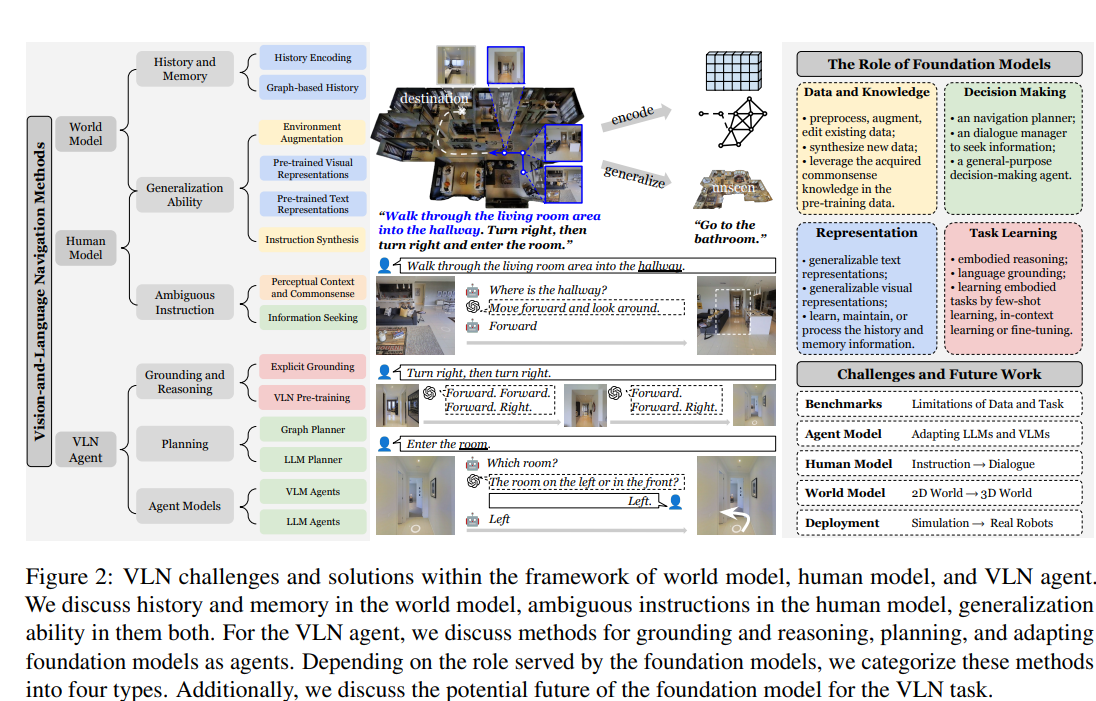 Vision-and-Language Navigation Methods
World
Model
Human
Model
VLN
Agent
History and
Memory
Generalization
Ability
Ambiguous
Instruction
Grounding and
Reasoning
Planning
Agent Models
History Encoding
Graph-based History
Environment
Augmentation
Pre-trained Visual
Representations
Pre-trained Text
Representations
Instruction Synthesis
Perceptual Context
and Commonsense
Information Seeking
Explicit Grounding
VLN Pre-training
Graph Planner
LLM Planner
VLM Agents
LLM Agents
destination
encode
generalize
unseen
“Walk through the living room area
into the hallway. Turn right, then
turn right and enter the room.”
“Go to the
bathroom.”
Walk through the living room area into the hallway.
Where is the hallway?
Move forward and look around.
Forward
Turn right, then turn right.
Forward. Forward.
Forward. Right.
Forward.
Forward. Right.
Enter the room.
Which room?
The room on the left or in the front?
Left.
Left
The Role of Foundation Models
Data and Knowledge
• preprocess, augment,
edit existing data;
• synthesize new data;
• leverage the acquired
commonsense
knowledge in the
pre-training data.
Decision Making
• an navigation planner;
• an dialogue manager
to seek information;
• a general-purpose
decision-making agent.
Representation
• generalizable text
representations;
• generalizable visual
representations;
• learn, maintain, or
process the history and
memory information.
Task Learning
• embodied reasoning;
• language grounding;
• learning embodied
tasks by few-shot
learning, in-context
learning or fine-tuning.
Challenges and Future Work
Benchmarks Limitations of Data and Task
Agent Model Adapting LLMs and VLMs
Human Model Instruction → Dialogue
World Model 2D World → 3D World
Deployment Simulation → Real Robots
Figure 2: VLN challenges and solutions within the framework of world model, human model, and VLN agent.
We discuss history and memory in the world model, ambiguous instructions in the human model, generalization
ability in them both. For the VLN agent, we discuss methods for grounding and reasoning, planning, and adapting
foundation models as agents. Depending on the role served by the foundation models, we categorize these methods
into four types. Additionally, we discuss the potential future of the foundation model for the VLN task.